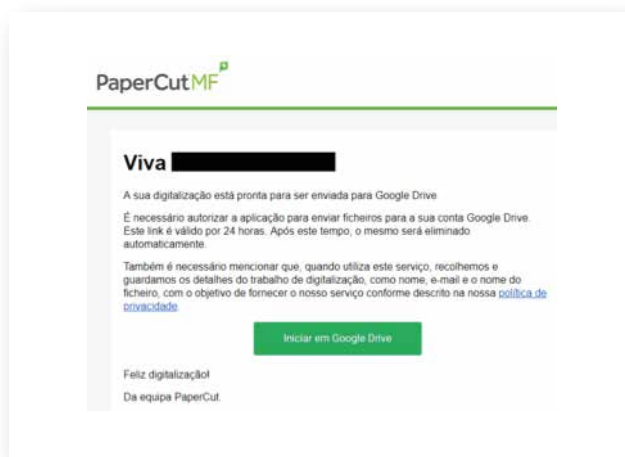 PaperCutMF
Viva
A sua digitalização está pronta para ser enviada para Google Drive
É necessário autorizar a aplicação para enviar ficheiros para a sua conta Google Drive.
Este link é válido por 24 horas. Após este tempo, o mesmo será eliminado
automaticamente.
Também é necessário mencionar que, quando utiliza este serviço, recolhemos e
guardamos os detalhes do trabalho de digitalização, como nome, e-mail e o nome do
ficheiro, com o objetivo de fornecer o nosso serviço conforme descrito na nossa política de
privacidade.
Iniciar em Google Drive
Feliz digitalização!
Da equipa PaperCut